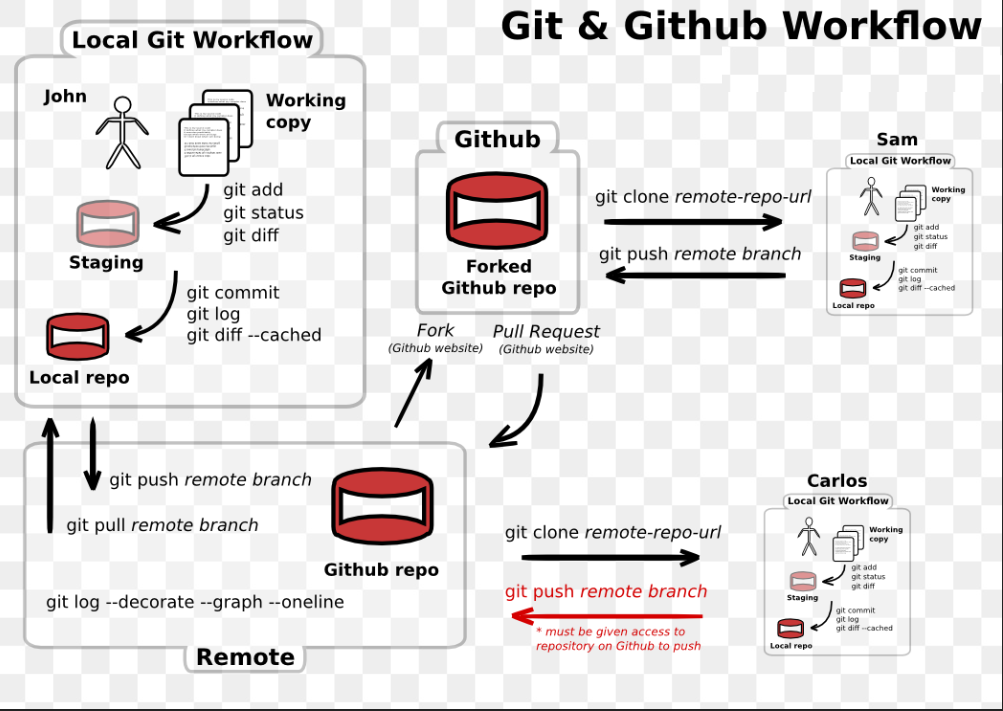 Git & Github Workflow
Local Git Workflow
John
Working
copy
git add
git status
git diff
Staging
git commit
git log
git diff --cached
Local repo
Github
Forked
Github repo
git clone remote-repo-url
git push remote branch
Sam
Local Git Workflow
Working
copy
git add
git status
git diff
Staging
git commit
git log
git diff --cached
Local repo
Fork
(Github website)
Pull Request
(Github website)
git push remote branch
git pull remote branch
Github repo
git log --decorate --graph --oneline
Remote
git clone remote-repo-url
git push remote branch
* must be given access to
repository on Github to push
Carlos
Local Git Workflow
Working
copy
git add
git status
git diff
Staging
git commit
git log
git diff --cached
Local repo